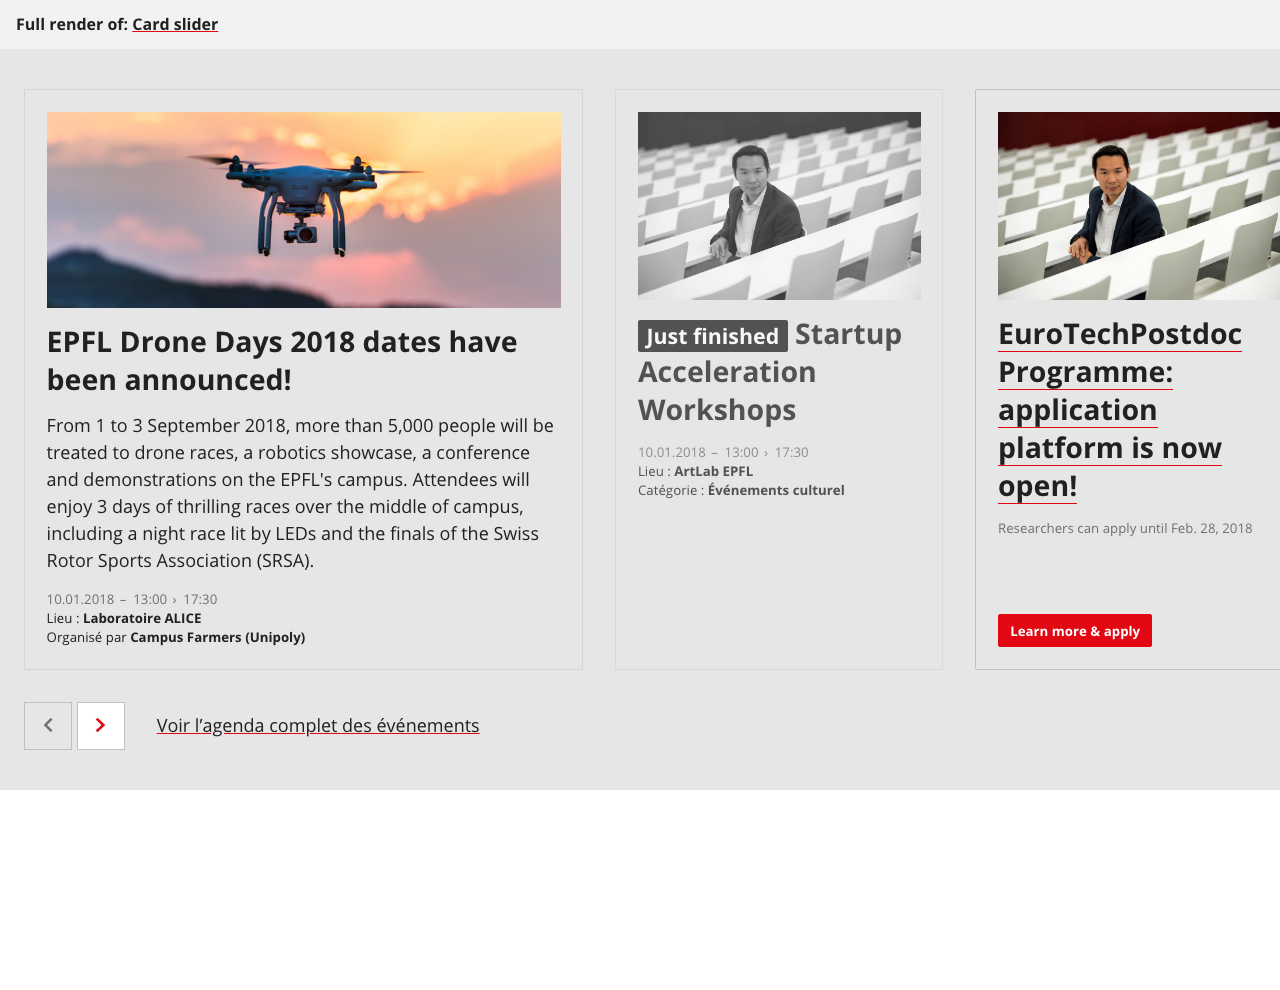 Full render of: Card slider
EPFL Drone Days 2018 dates have
been announced!
From 1 to 3 September 2018, more than 5,000 people will be
treated to drone races, a robotics showcase, a conference
and demonstrations on the EPFL's campus. Attendees will
enjoy 3 days of thrilling races over the middle of campus,
including a night race lit by LEDs and the finals of the Swiss
Rotor Sports Association (SRSA).
10.01.2018 – 13:00 › 17:30
Lieu : Laboratoire ALICE
Organisé par Campus Farmers (Unipoly)
Just finished Startup
Acceleration
Workshops
10.01.2018 – 13:00 › 17:30
Lieu : ArtLab EPFL
Catégorie : Événements culturel
EuroTechPostdoc
Programme:
application
platform is now
open!
Researchers can apply until Feb. 28, 2018
Learn more & apply
Voir l’agenda complet des événements